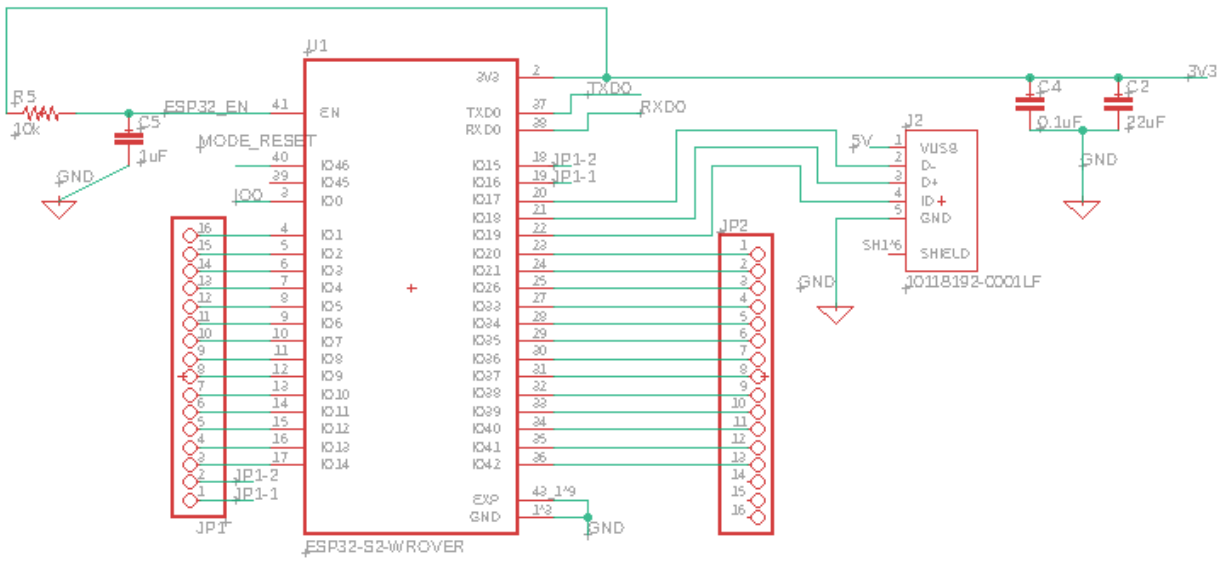 U1
3V3
2
3V3
R5
10k
C5
1uF
ESP32_EN
41
EN
37
TXD0
TXD0
38
RXD0
RXD0
C4
0.1uF
C2
22uF
GND
MODE_RESET
40
IO46
39
IO45
IO0
3
IO0
GND
18
IO15
JP1-2
19
IO16
JP1-1
20
IO17
21
IO18
22
IO19
J2
5V
1
VUSB
2
D-
3
D+
4
ID
5
GND
SH1*6
SHIELD
10118192-0001LF
GND
16
4
IO1
15
5
IO2
14
6
IO3
13
7
IO4
12
8
IO5
11
9
IO6
10
10
IO7
9
11
IO8
8
12
IO9
7
13
IO10
6
14
IO11
5
15
IO12
4
16
IO13
3
17
IO14
2
JP1-2
1
JP1-1
JP1
JP2
IO20
23
1
IO21
24
2
IO26
25
3
IO33
27
4
IO34
28
5
IO35
29
6
IO36
30
7
IO37
31
8
IO38
32
9
IO39
33
10
IO40
34
11
IO41
35
12
IO42
36
13
14
15
16
EXP
43_1*9
GND
1*3
GND
ESP32-S2-WROVER